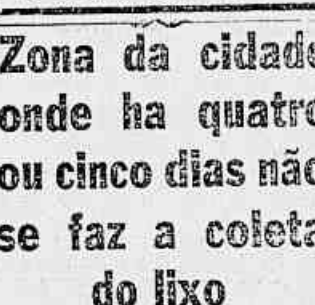 Zona da cidade
onde ha quatro
ou cinco dias não
se faz a coleta
do lixo